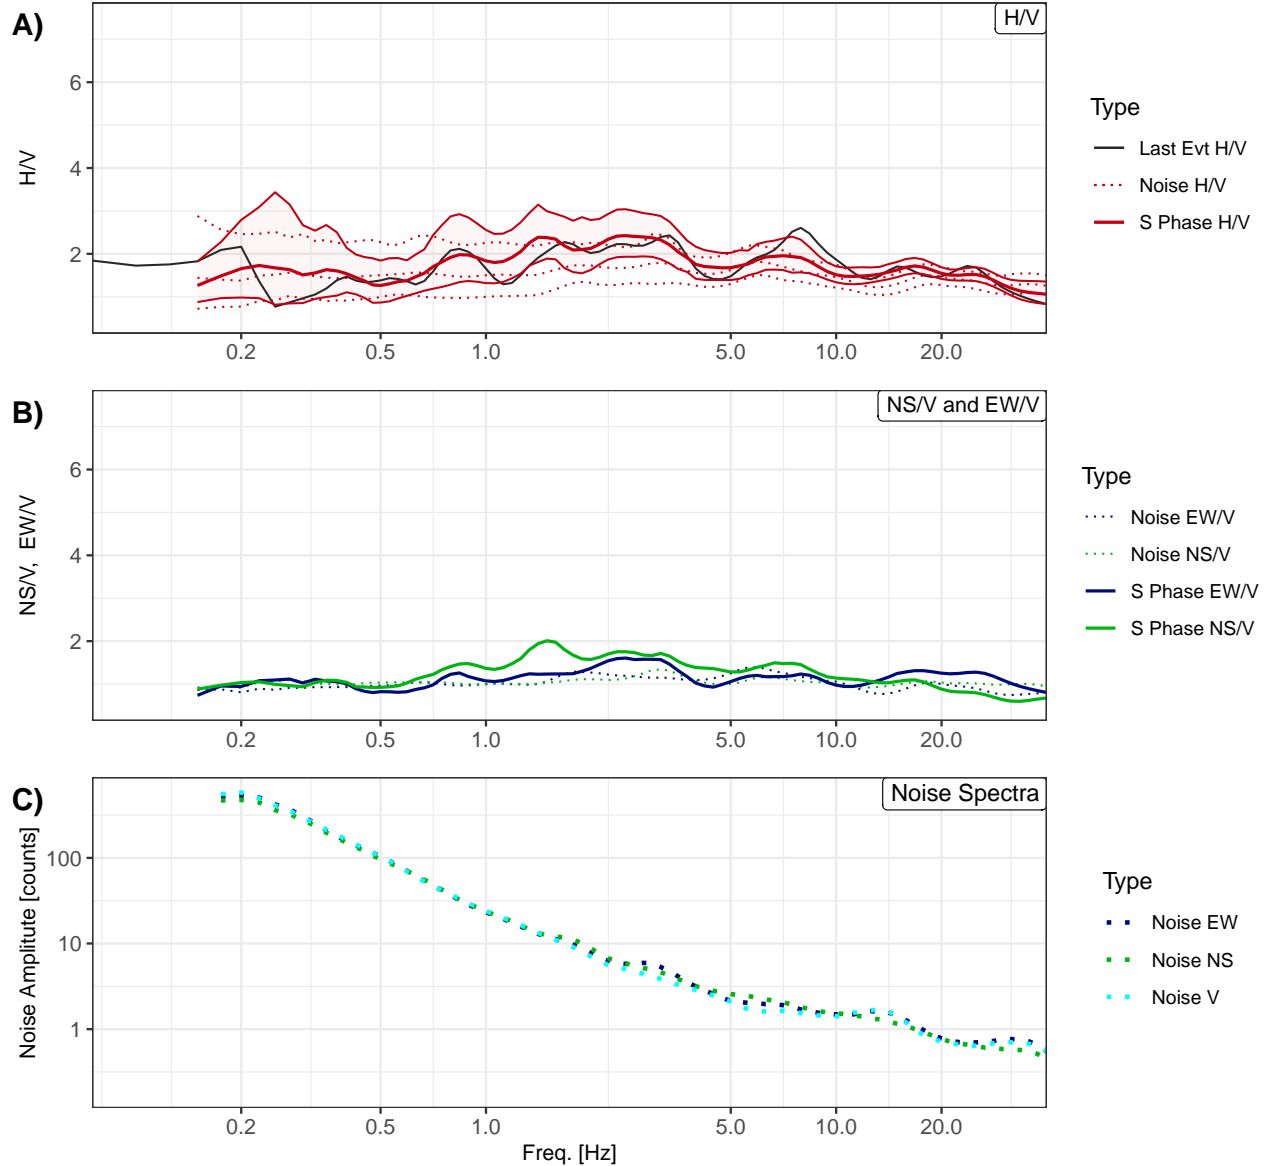 A)
H/V
6
4
2
H/V
0.2 0.5 1.0 5.0 10.0 20.0
Type
Last Evt H/V
Noise H/V
S Phase H/V
B)
NS/V and EW/V
6
4
2
NS/V, EW/V
0.2 0.5 1.0 5.0 10.0 20.0
Type
Noise EW/V
Noise NS/V
S Phase EW/V
S Phase NS/V
C)
Noise Spectra
100
10
1
Noise Amplitute [counts]
0.2 0.5 1.0 5.0 10.0 20.0
Freq. [Hz]
Type
Noise EW
Noise NS
Noise V